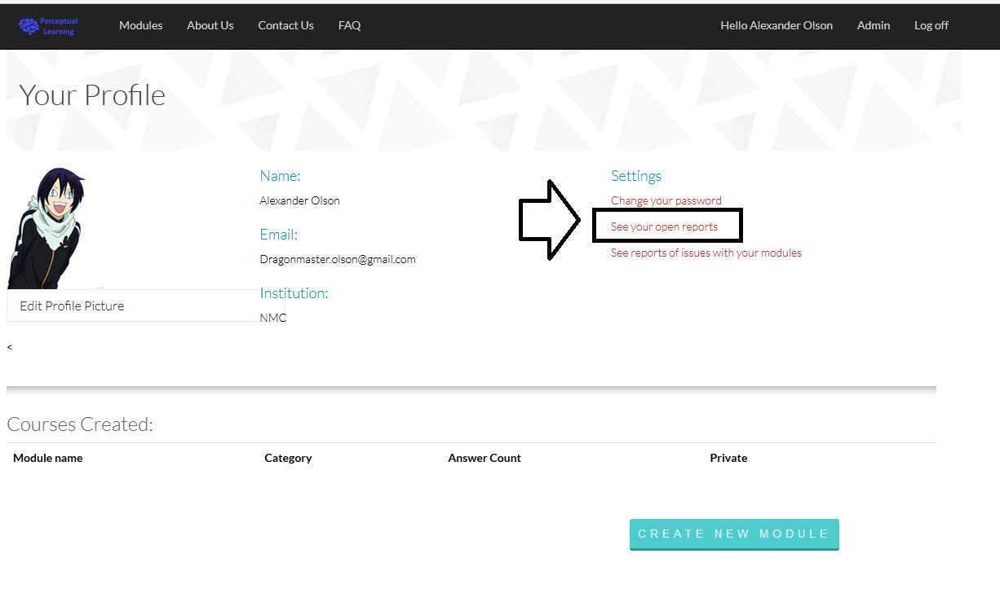 Perceptual
Learning
Modules About Us Contact Us FAQ Hello Alexander Olson Admin Log off
Your Profile
Name:
Alexander Olson
Email:
Dragonmaster.olson@gmail.com
Institution:
NMC
Settings
Change your password
See your open reports
See reports of issues with your modules
Edit Profile Picture
<
Courses Created:
Module name Category Answer Count Private
CREATE NEW MODULE